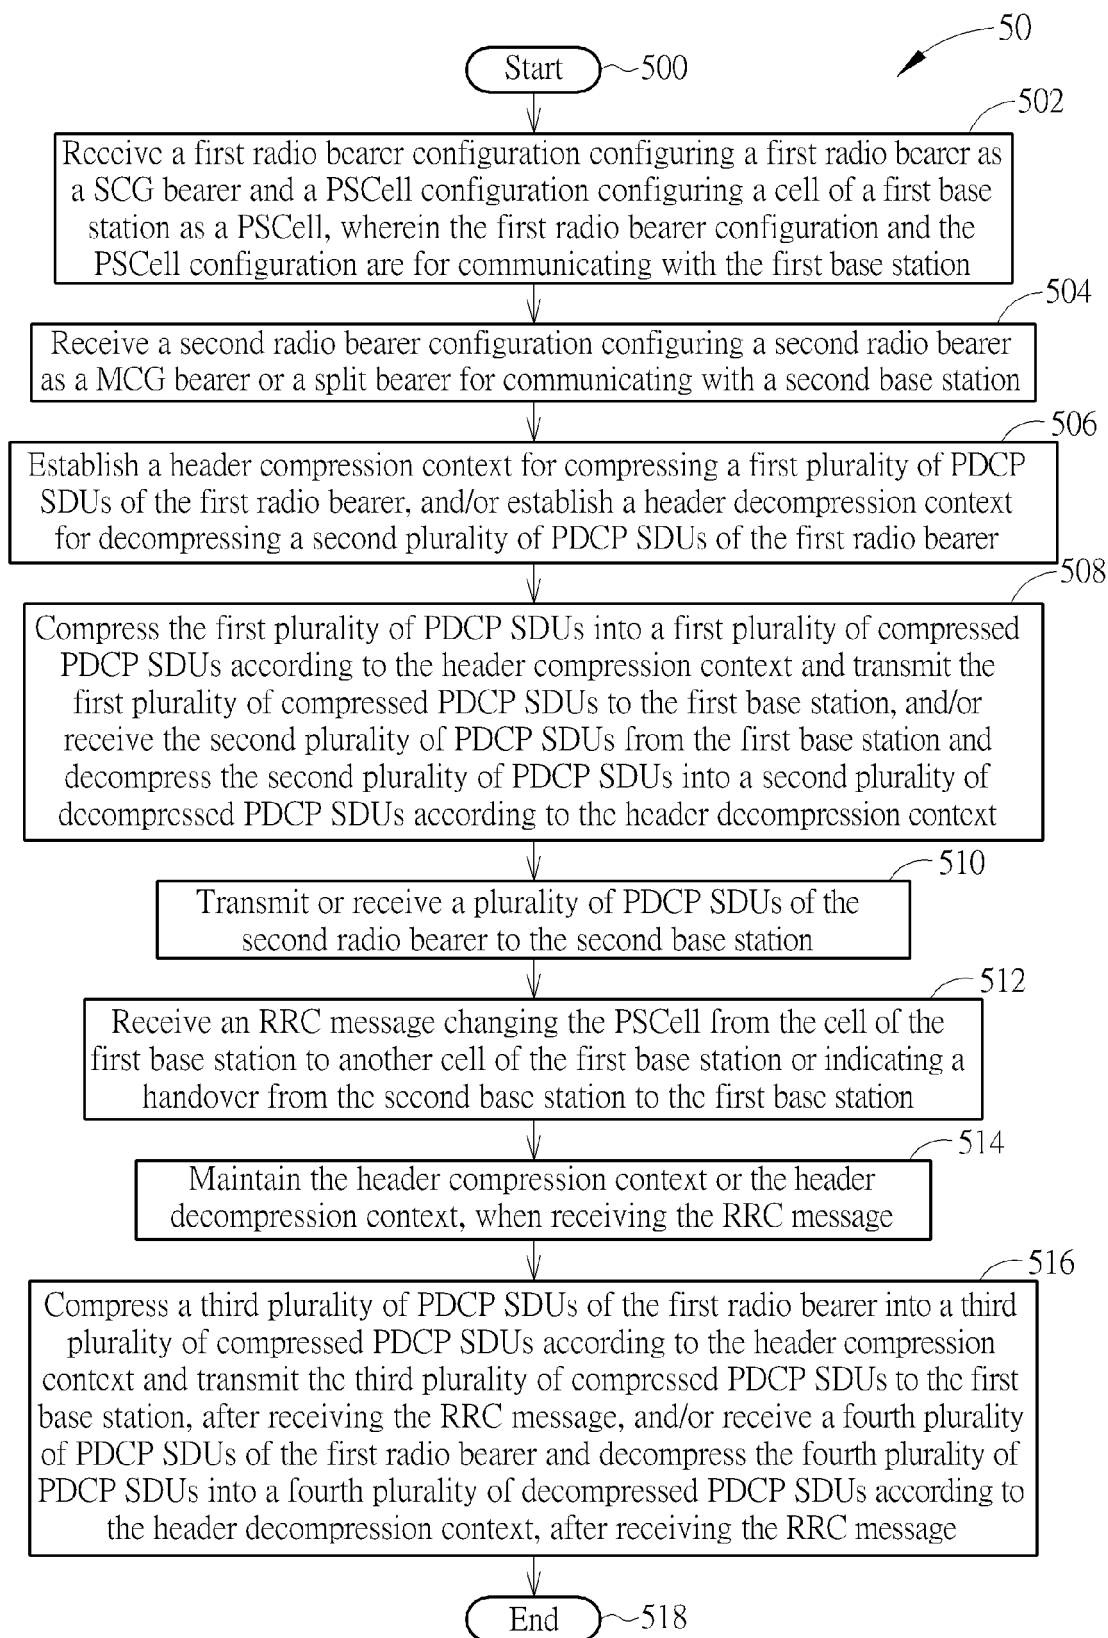 50
Start
500
502
Receive a first radio bearer configuration configuring a first radio bearer as
a SCG bearer and a PSCell configuration configuring a cell of a first base
station as a PSCell, wherein the first radio bearer configuration and the
PSCell configuration are for communicating with the first base station
504
Receive a second radio bearer configuration configuring a second radio bearer
as a MCG bearer or a split bearer for communicating with a second base station
506
Establish a header compression context for compressing a first plurality of PDCP
SDUs of the first radio bearer, and/or establish a header decompression context
for decompressing a second plurality of PDCP SDUs of the first radio bearer
508
Compress the first plurality of PDCP SDUs into a first plurality of compressed
PDCP SDUs according to the header compression context and transmit the
first plurality of compressed PDCP SDUs to the first base station, and/or
receive the second plurality of PDCP SDUs from the first base station and
decompress the second plurality of PDCP SDUs into a second plurality of
decompressed PDCP SDUs according to the header decompression context
510
Transmit or receive a plurality of PDCP SDUs of the
second radio bearer to the second base station
512
Receive an RRC message changing the PSCell from the cell of the
first base station to another cell of the first base station or indicating a
handover from the second base station to the first base station
514
Maintain the header compression context or the header
decompression context, when receiving the RRC message
516
Compress a third plurality of PDCP SDUs of the first radio bearer into a third
plurality of compressed PDCP SDUs according to the header compression
context and transmit the third plurality of compressed PDCP SDUs to the first
base station, after receiving the RRC message, and/or receive a fourth plurality
of PDCP SDUs of the first radio bearer and decompress the fourth plurality of
PDCP SDUs into a fourth plurality of decompressed PDCP SDUs according to
the header decompression context, after receiving the RRC message
End
518